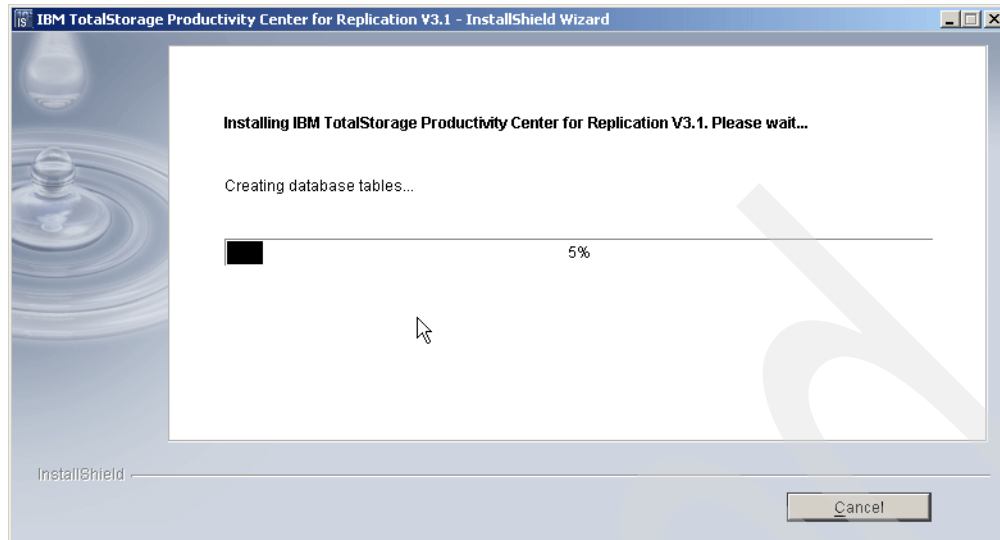 IBM TotalStorage Productivity Center for Replication V3.1 - InstallShield Wizard
Installing IBM TotalStorage Productivity Center for Replication V3.1. Please wait...
Creating database tables...
5%
InstallShield
Cancel